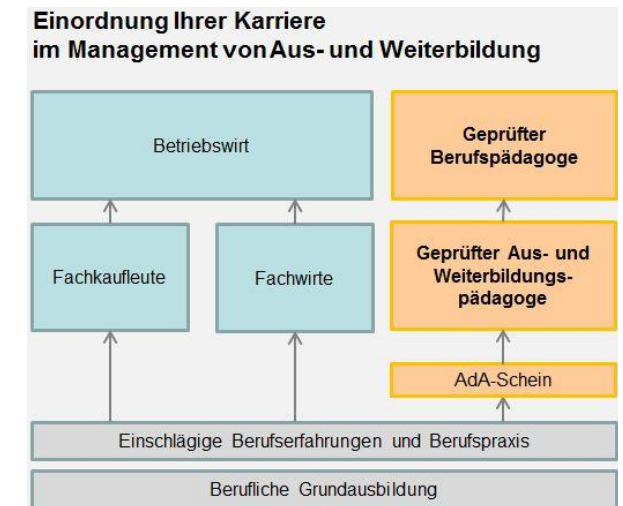 Einordnung Ihrer Karriere
im Management von Aus- und Weiterbildung
Betriebswirt
Geprüfter
Berufspädagoge
Fachkaufleute
Fachwirte
Geprüfter Aus- und
Weiterbildungs-
pädagoge
AdA-Schein
Einschlägige Berufserfahrungen und Berufspraxis
Berufliche Grundausbildung